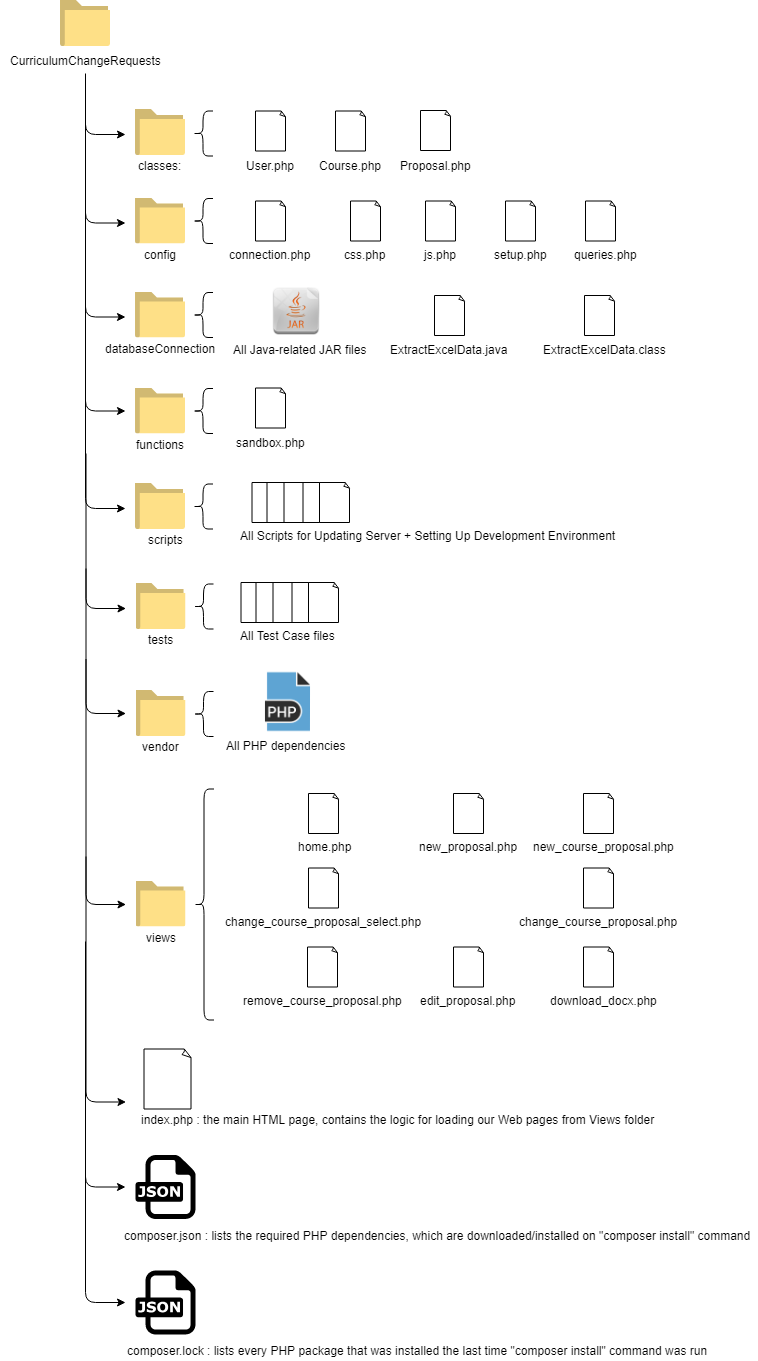 CurriculumChangeRequests
classes:
User.php
Course.php
Proposal.php
config
connection.php
css.php
js.php
setup.php
queries.php
JAR
databaseConnection
All Java-related JAR files
ExtractExcelData.java
ExtractExcelData.class
functions
sandbox.php
scripts
All Scripts for Updating Server + Setting Up Development Environment
tests
All Test Case files
PHP
vendor
All PHP dependencies
home.php
new_proposal.php
new_course_proposal.php
change_course_proposal_select.php
change_course_proposal.php
views
remove_course_proposal.php
edit_proposal.php
download_docx.php
index.php : the main HTML page, contains the logic for loading our Web pages from Views folder
JSON
composer.json : lists the required PHP dependencies, which are downloaded/installed on "composer install" command
JSON
composer.lock : lists every PHP package that was installed the last time "composer install" command was run